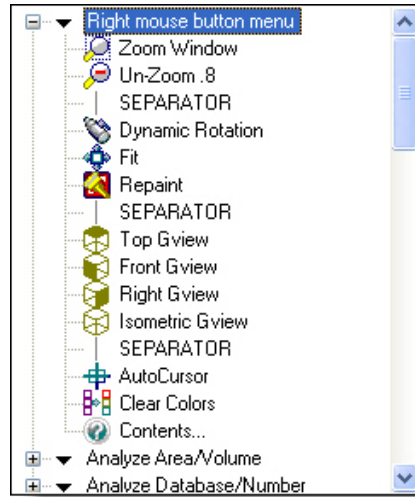 Right mouse button menu
Zoom Window
Un-Zoom .8
SEPARATOR
Dynamic Rotation
Fit
Repaint
SEPARATOR
Top Gview
Front Gview
Right Gview
Isometric Gview
SEPARATOR
AutoCursor
Clear Colors
Contents...
Analyze Area/Volume
Analyze Database/Number